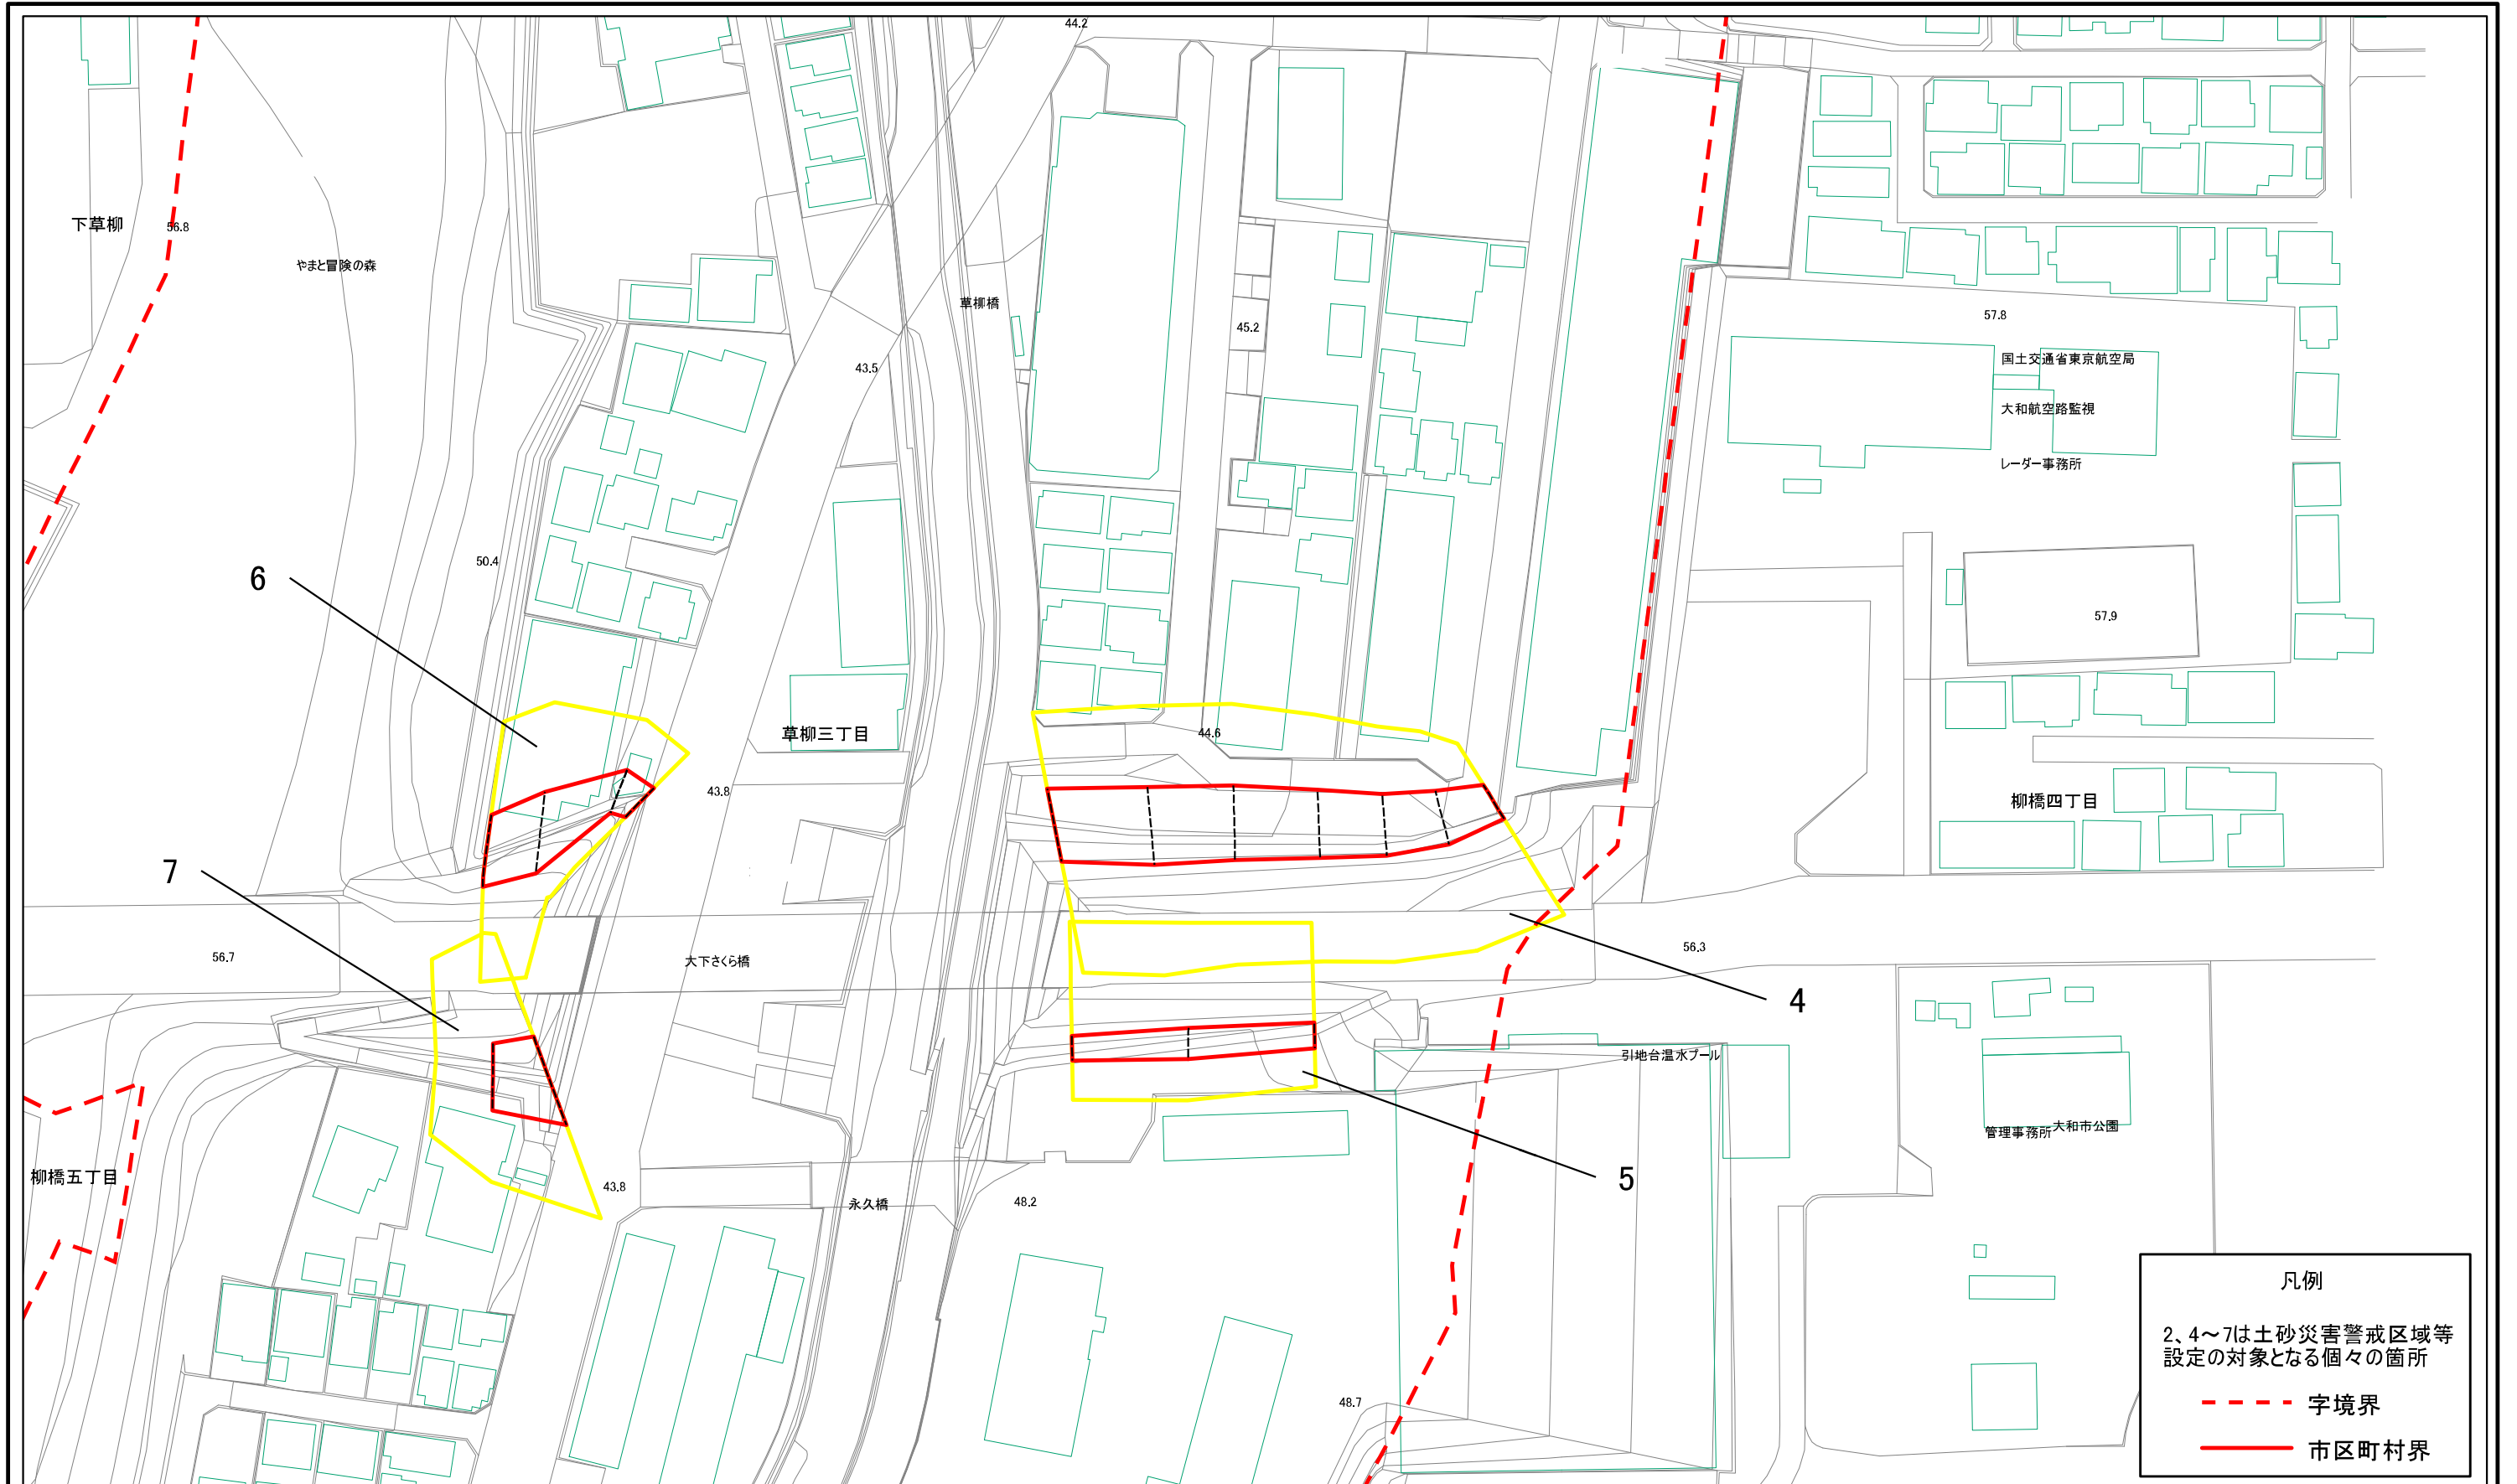 44.2
下草柳
56.8
やまと冒険の森
草柳橋
45.2
57.8
国土交通省東京航空局
43.5
大和航空路監視
レーダー事務所
50.4
6
57.9
草柳三丁目
44.6
43.8
柳橋四丁目
7
56.7
大下さくら橋
56.3
4
引地台温水プール
管理事務所
大和市公園
柳橋五丁目
43.8
永久橋
48.2
5
48.7
凡例
2、4～7は土砂災害警戒区域等
設定の対象となる個々の箇所
字境界
市区町村界